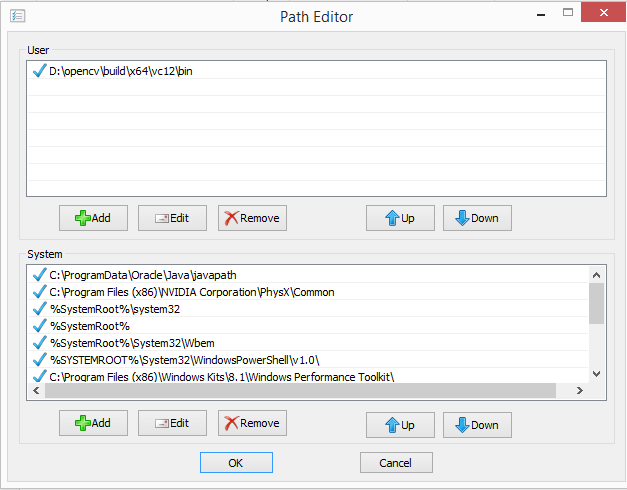 Path Editor
User
D:\opencv\build\x64\vc12\bin
Add Edit Remove Up Down
System
C:\ProgramData\Oracle\Java\javapath
C:\Program Files (x86)\NVIDIA Corporation\PhysX\Common
%SystemRoot%\system32
%SystemRoot%
%SystemRoot%\System32\Wbem
%SYSTEMROOT%\System32\WindowsPowerShell\v1.0\
C:\Program Files (x86)\Windows Kits\8.1\Windows Performance Toolkit\
Add Edit Remove Up Down
OK Cancel